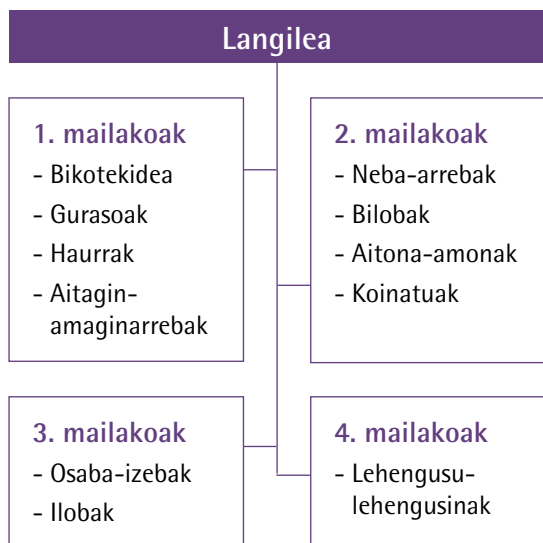 Langilea
1. mailakoak
- Bikotekidea
- Gurasoak
- Haurrak
- Aitagin-
amaginarrebak
2. mailakoak
- Neba-arrebak
- Bilobak
- Aitona-amonak
- Koinatuak
3. mailakoak
- Osaba-izebak
- Ilobak
4. mailakoak
- Lehengusu-
lehengusinak